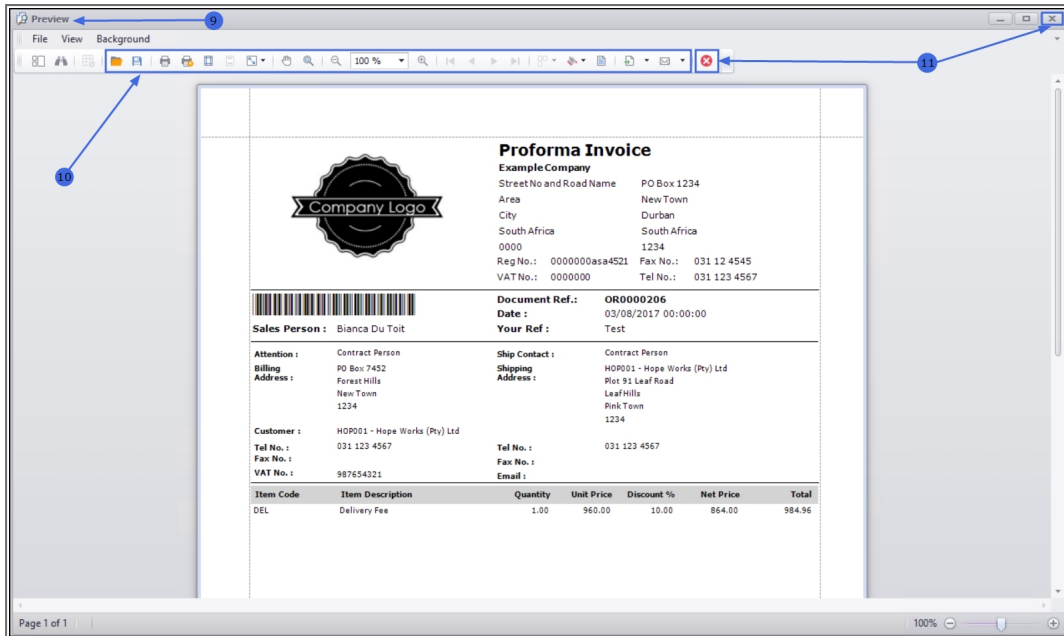 Preview
9
File View Background
100 %
11
10
Company Logo
Proforma Invoice
Example Company
Street No and Road Name PO Box 1234
Area New Town
City Durban
South Africa South Africa
0000 1234
Reg No.: 0000000asa4521 Fax No.: 031 12 4545
VAT No.: 0000000 Tel No.: 031 123 4567
Document Ref.: OR0000206
Date : 03/08/2017 00:00:00
Sales Person : Bianca Du Toit Your Ref : Test
Attention : Contract Person Ship Contact : Contract Person
Billing Address : PO Box 7452 Shipping Address : HOP001 - Hope Works (Pty) Ltd
Forest Hills Plot 91 Leaf Road
New Town Leaf Hills
1234 Pink Town
1234
Customer : HOP001 - Hope Works (Pty) Ltd
Tel No. : 031 123 4567 Tel No. : 031 123 4567
Fax No. : Fax No. :
VAT No. : 987654321 Email :
Item Code Item Description Quantity Unit Price Discount % Net Price Total
DEL Delivery Fee 1.00 960.00 10.00 864.00 984.96
Page 1 of 1 100%